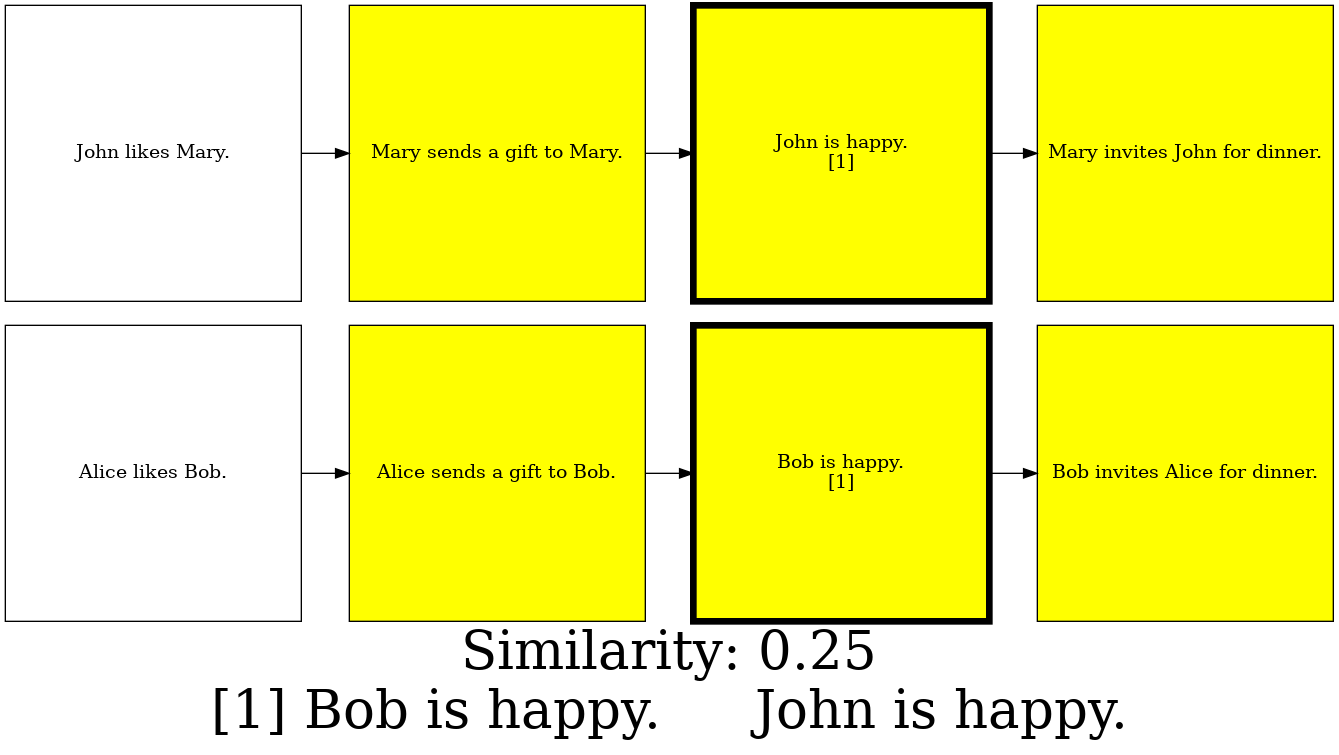 John likes Mary.
Mary sends a gift to Mary.
John is happy.
[1]
Mary invites John for dinner.
Alice likes Bob.
Alice sends a gift to Bob.
Bob is happy.
[1]
Bob invites Alice for dinner.
Similarity: 0.25
[1] Bob is happy. John is happy.